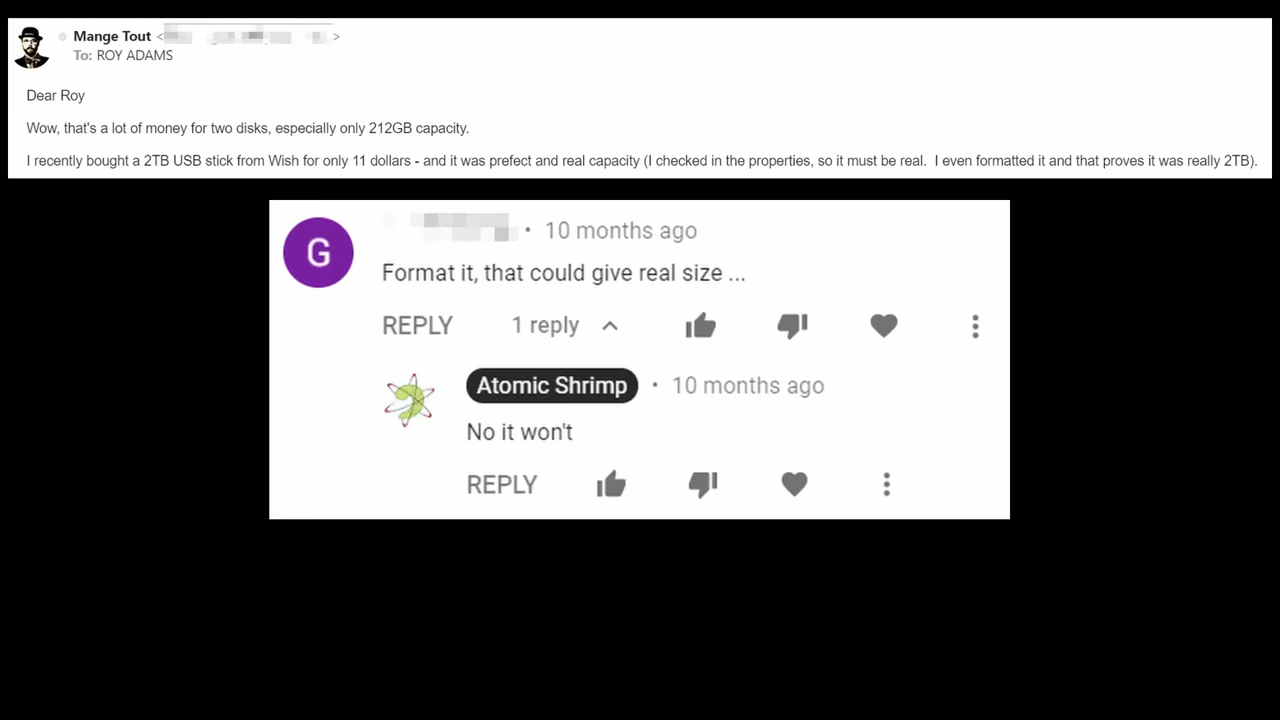 Mange Tout < >
To: ROY ADAMS
Dear Roy
Wow, that's a lot of money for two disks, especially only 212GB capacity.
I recently bought a 2TB USB stick from Wish for only 11 dollars - and it was prefect and real capacity (I checked in the properties, so it must be real. I even formatted it and that proves it was really 2TB).
G
• 10 months ago
Format it, that could give real size ...
REPLY 1 reply
Atomic Shrimp • 10 months ago
No it won't
REPLY